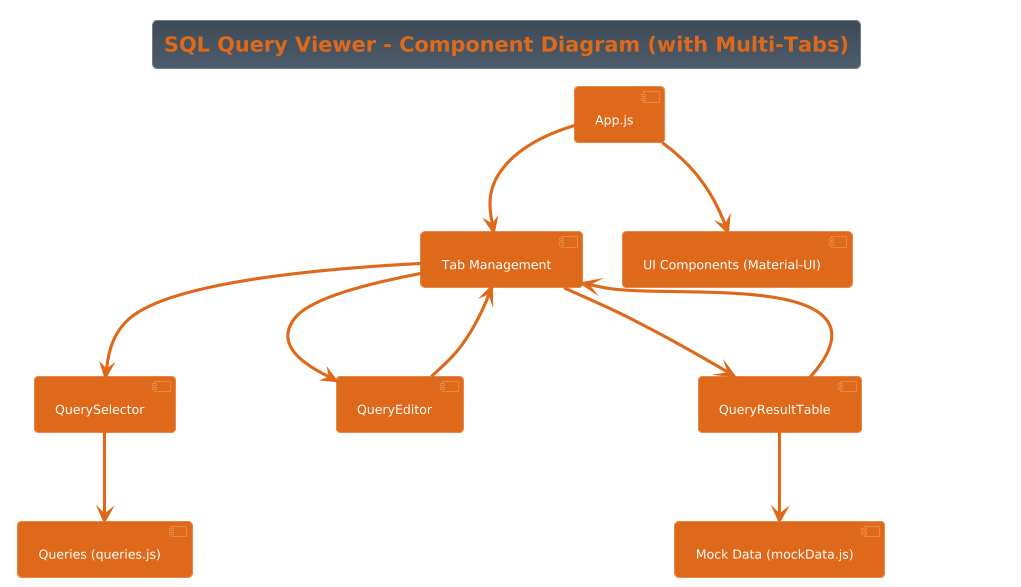 SQL Query Viewer - Component Diagram (with Multi-Tabs)
App.js
Tab Management
UI Components (Material-UI)
QuerySelector
QueryEditor
QueryResultTable
Queries (queries.js)
Mock Data (mockData.js)